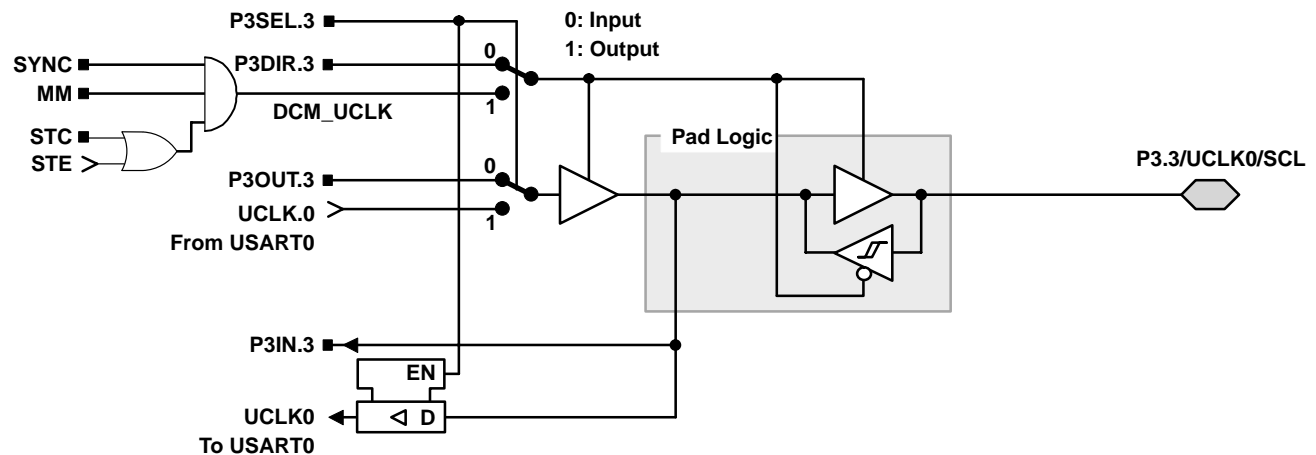 P3SEL.3
0: Input
1: Output
SYNC
P3DIR.3
0
MM
DCM_UCLK
1
STC
STE
Pad Logic
P3.3/UCLK0/SCL
P3OUT.3
0
UCLK.0
1
From USART0
P3IN.3
EN
UCLK0
D
To USART0